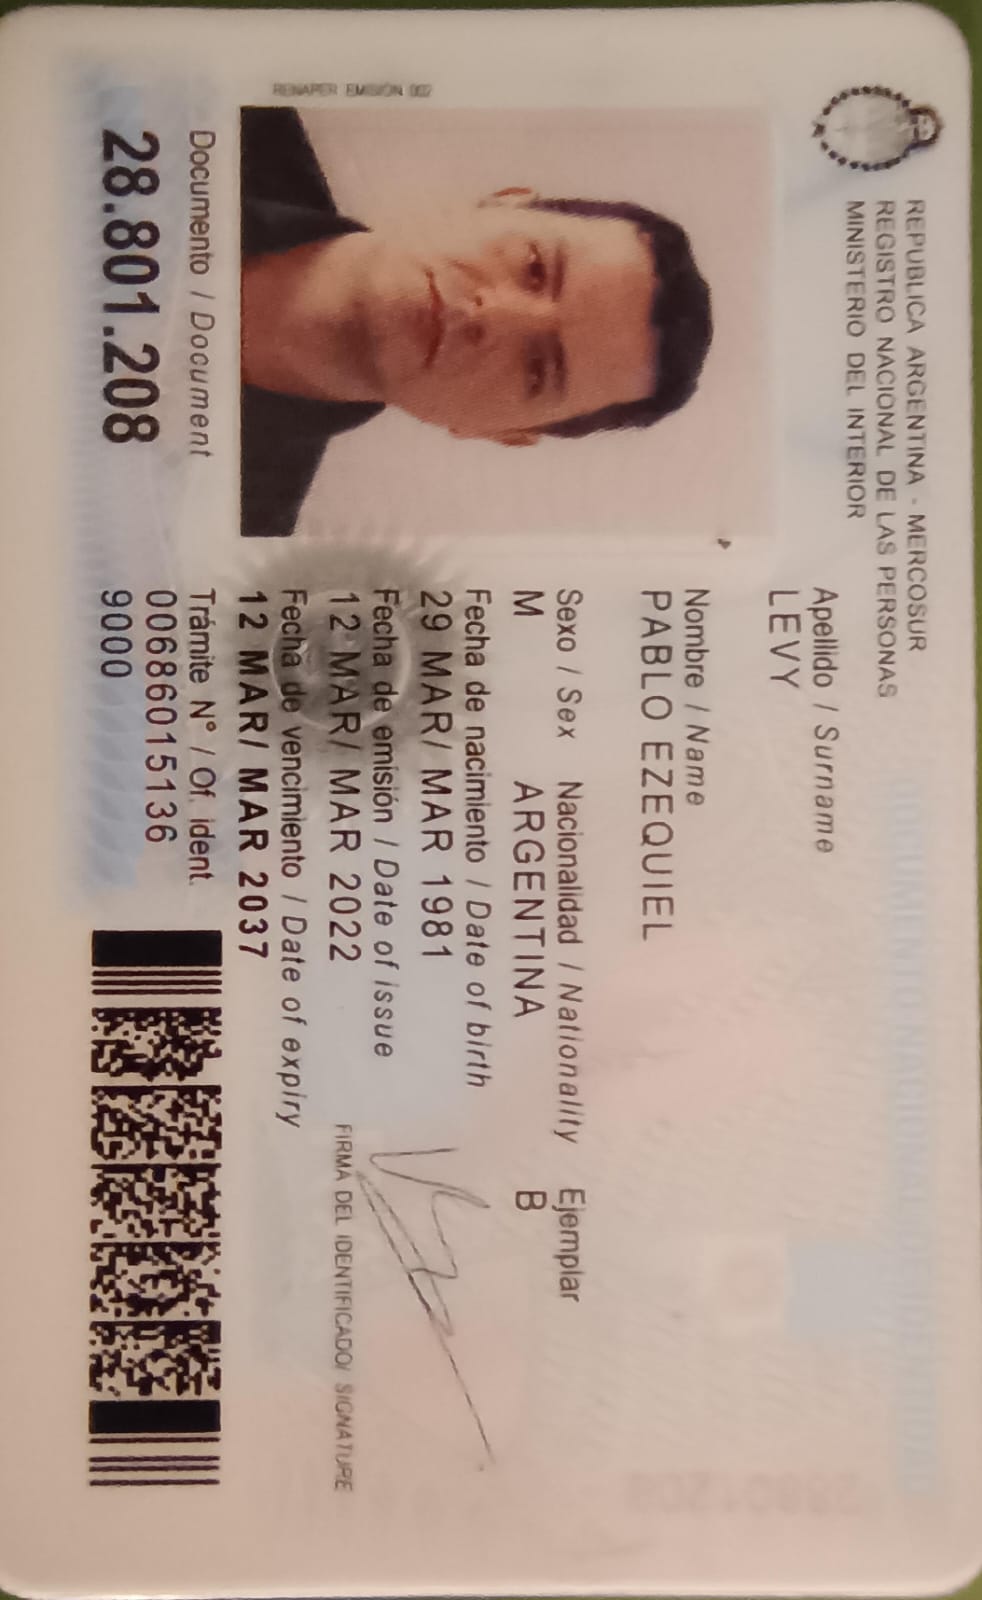 REPUBLICA ARGENTINA - MERCOSUR
REGISTRO NACIONAL DE LAS PERSONAS
MINISTERIO DEL INTERIOR
Apellido / Surname
LEVY
Nombre / Name
PABLO EZEQUIEL
Sexo / Sex Nacionalidad / Nationality Ejemplar
M ARGENTINA B
Fecha de nacimiento / Date of birth
29 MAR/ MAR 1981
Fecha de emisión / Date of issue
12 MAR/ MAR 2022
Fecha de vencimiento / Date of expiry
12 MAR/ MAR 2037
FIRMA DEL IDENTIFICADO/ SIGNATURE
RENAPER EMISIÓN 002
Documento / Document
28.801.208
Trámite N° / Of. ident.
00686015136
9000